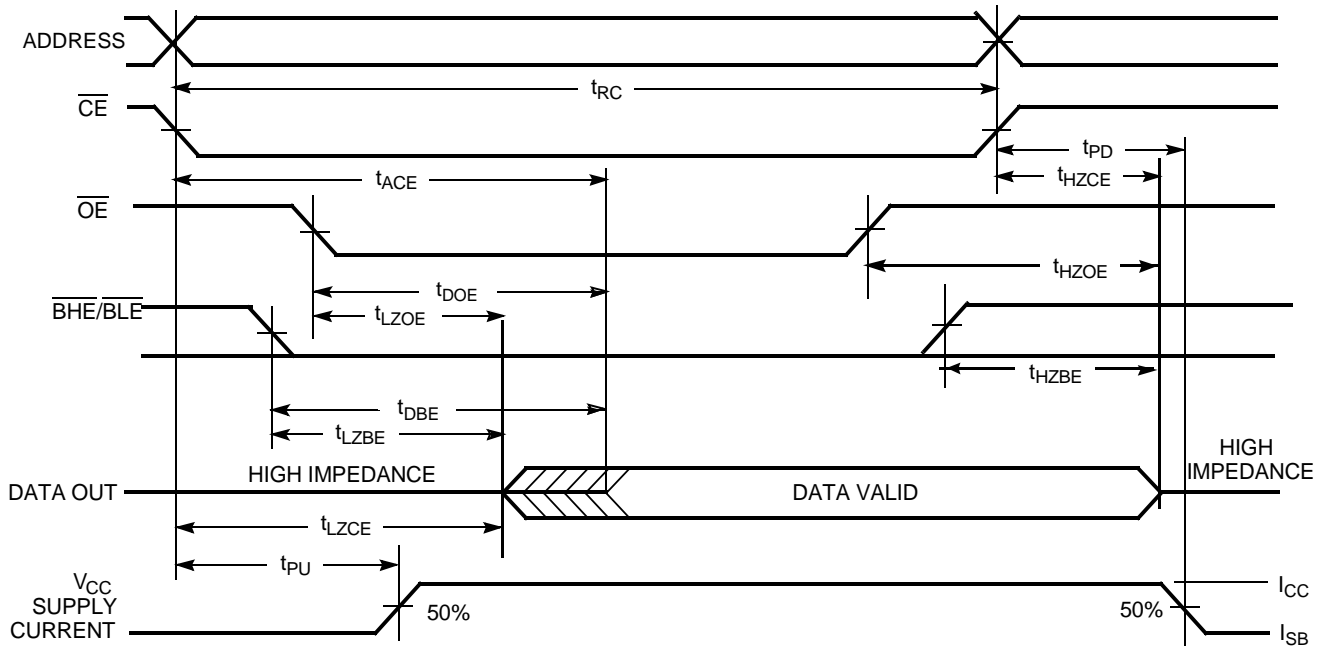 ADDRESS
tRC
CE
tPD
tACE
tHZCE
OE
tHZOE
tDOE
BHE/BLE
tLZOE
tHZBE
tDBE
tLZBE
HIGH IMPEDANCE
HIGH
IMPEDANCE
DATA OUT
DATA VALID
tLZCE
tPU
VCC
SUPPLY
CURRENT
50%
50%
ICC
ISB